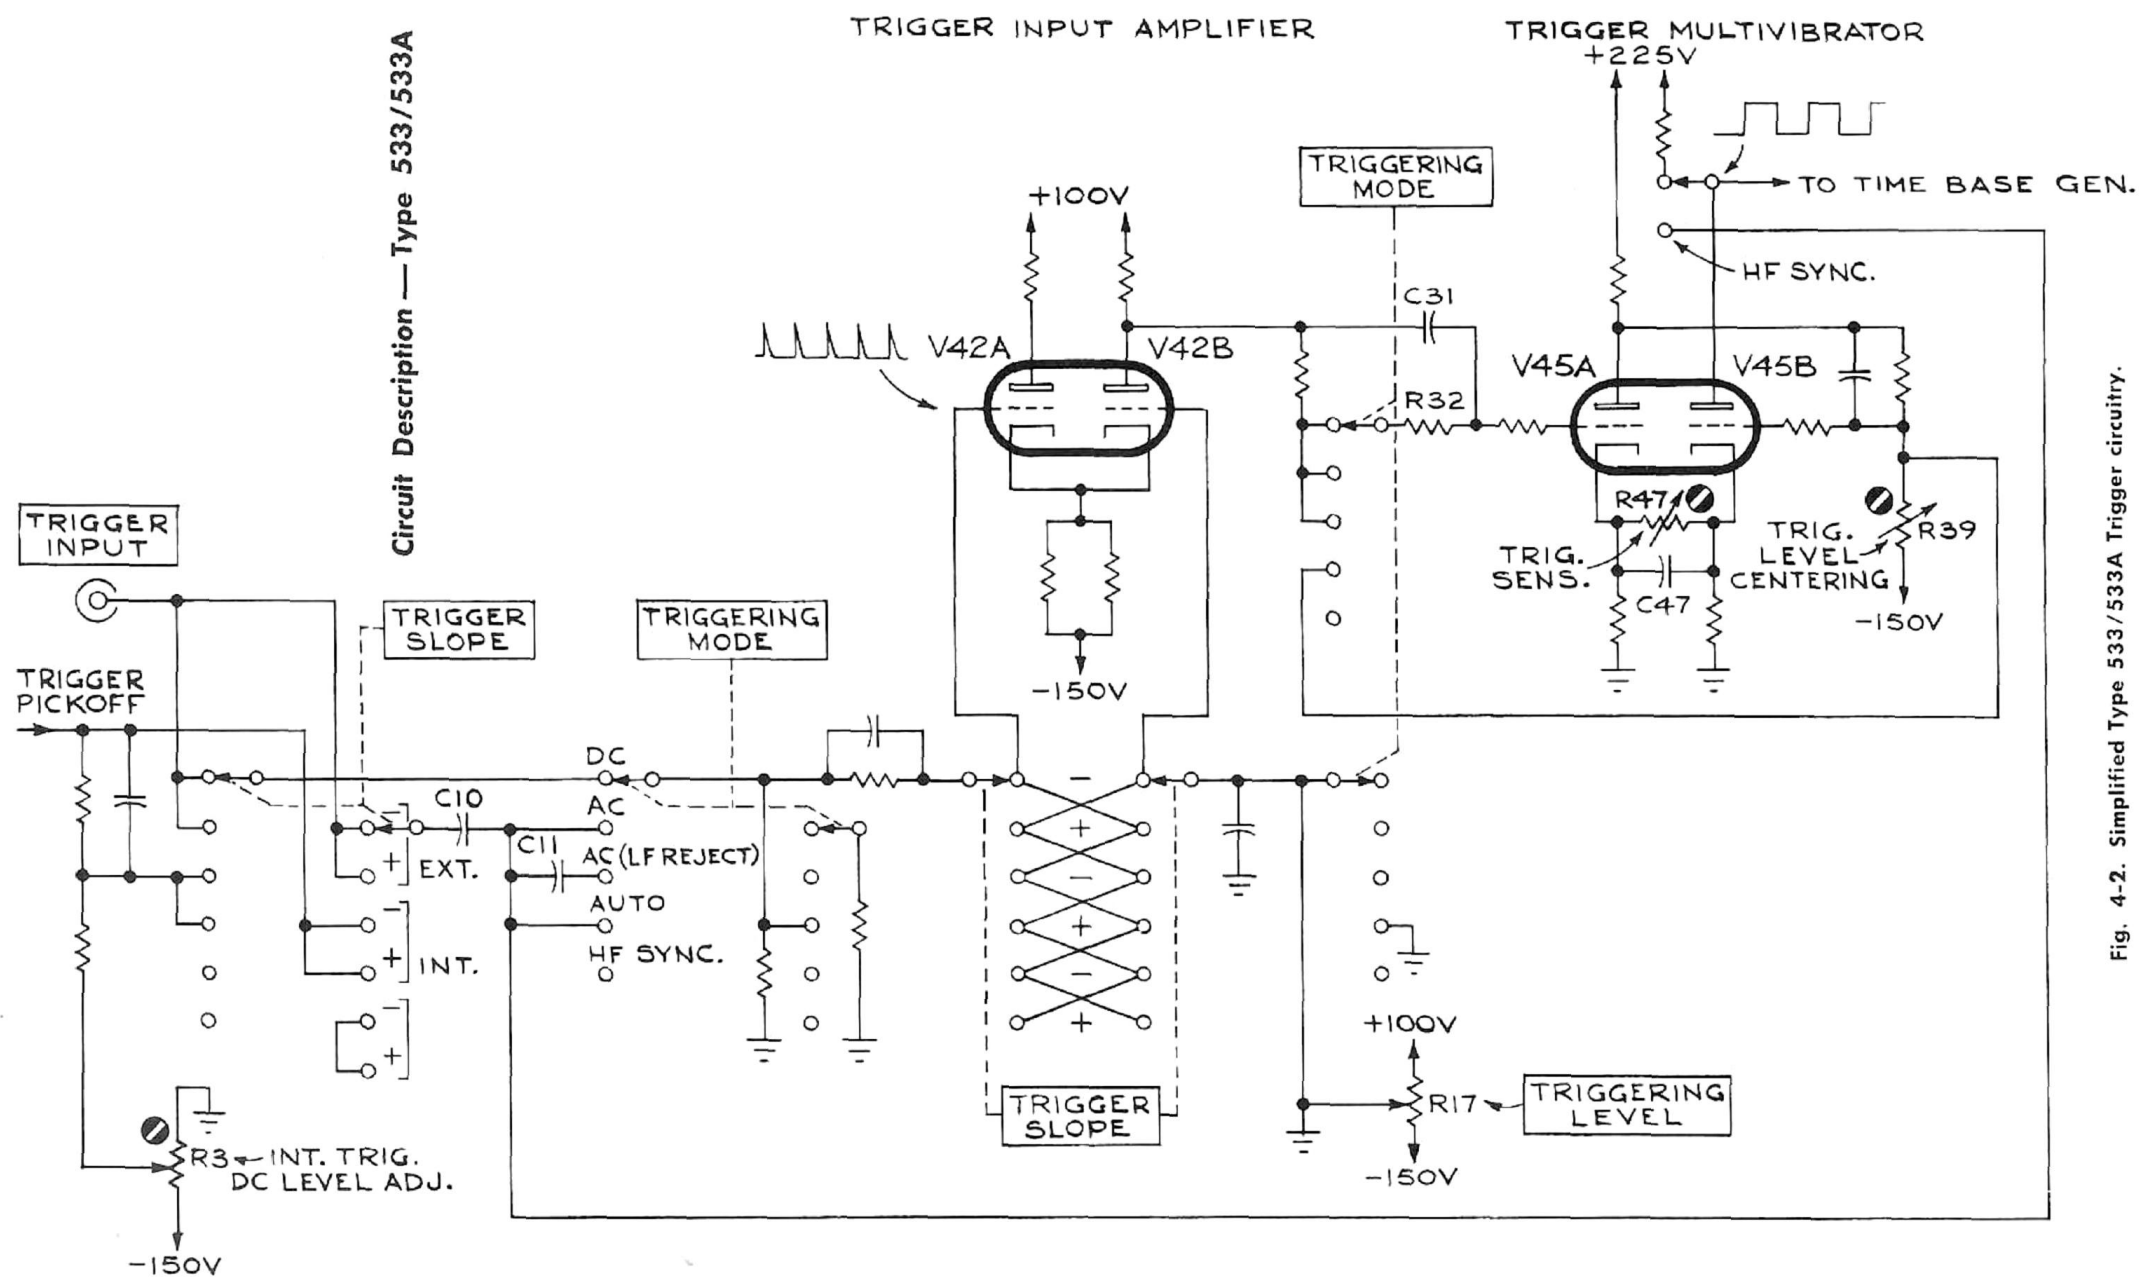 Circuit Description — Type 533/533A
TRIGGER INPUT AMPLIFIER
TRIGGER MULTIVIBRATOR
+225V
TO TIME BASE GEN.
HF SYNC.
TRIGGERING
MODE
+100V
C31
V42A
V42B
V45A
V45B
R32
R47
TRIG.
SENS.
C47
TRIG.
LEVEL
CENTERING
R39
-150V
-150V
TRIGGER
INPUT
TRIGGER
SLOPE
TRIGGERING
MODE
TRIGGER
PICKOFF
DC
AC
AC (LF REJECT)
AUTO
HF SYNC.
C10
C11
-
+
EXT.
-
+
INT.
-
+
-
+
-
+
-
+
TRIGGER
SLOPE
+100V
R17
TRIGGERING
LEVEL
-150V
R3
INT. TRIG.
DC LEVEL ADJ.
-150V
Fig. 4-2. Simplified Type 533/533A Trigger circuitry.